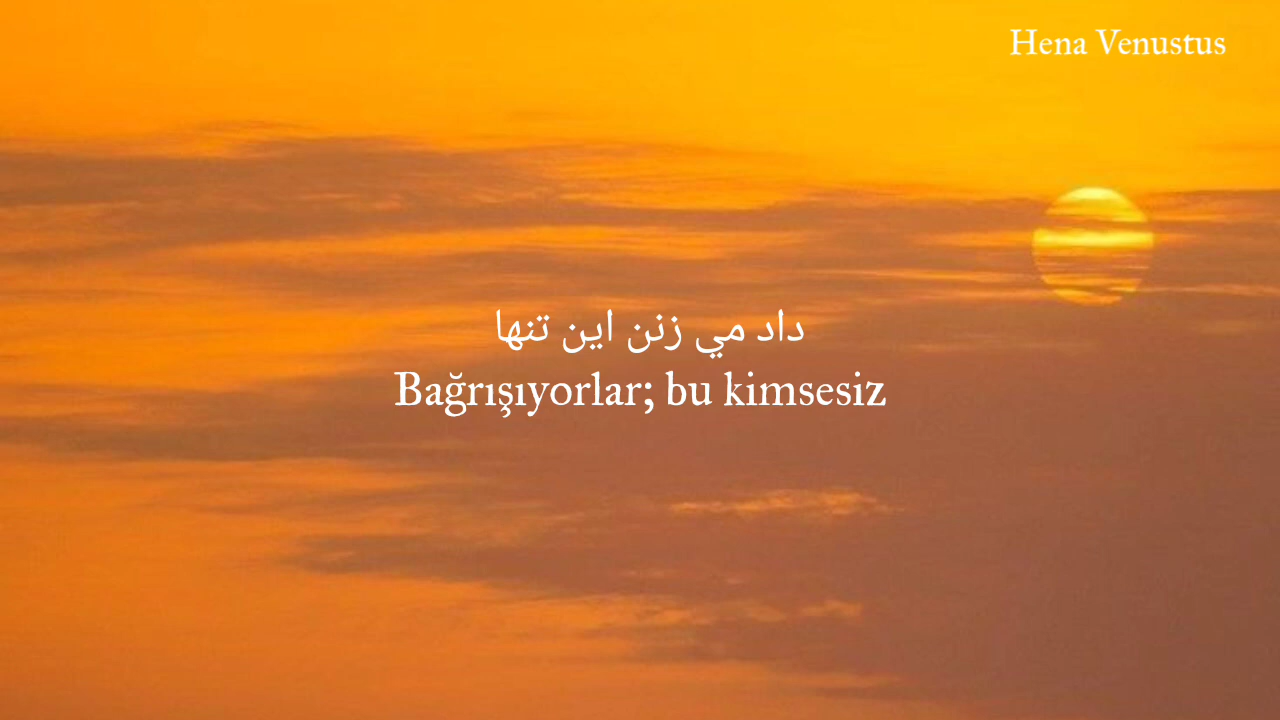 Hena Venustus
داد مي زنن اين تنها
Bağrışıyorlar; bu kimsesiz